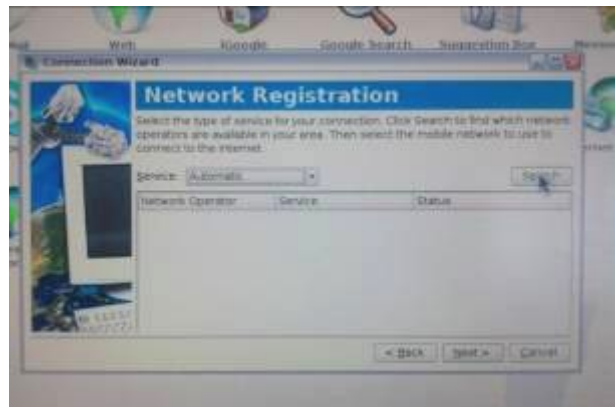 Web
iGoogle
Google Search
Suggestion Box
Connection Wizard
Network Registration
Select the type of service for your connection. Click Search to find which network
operators are available in your area. Then select the mobile network to use to
connect to the internet.
Service:
Automatic
Search
Network Operator
Service
Status
< Back
Next >
Cancel